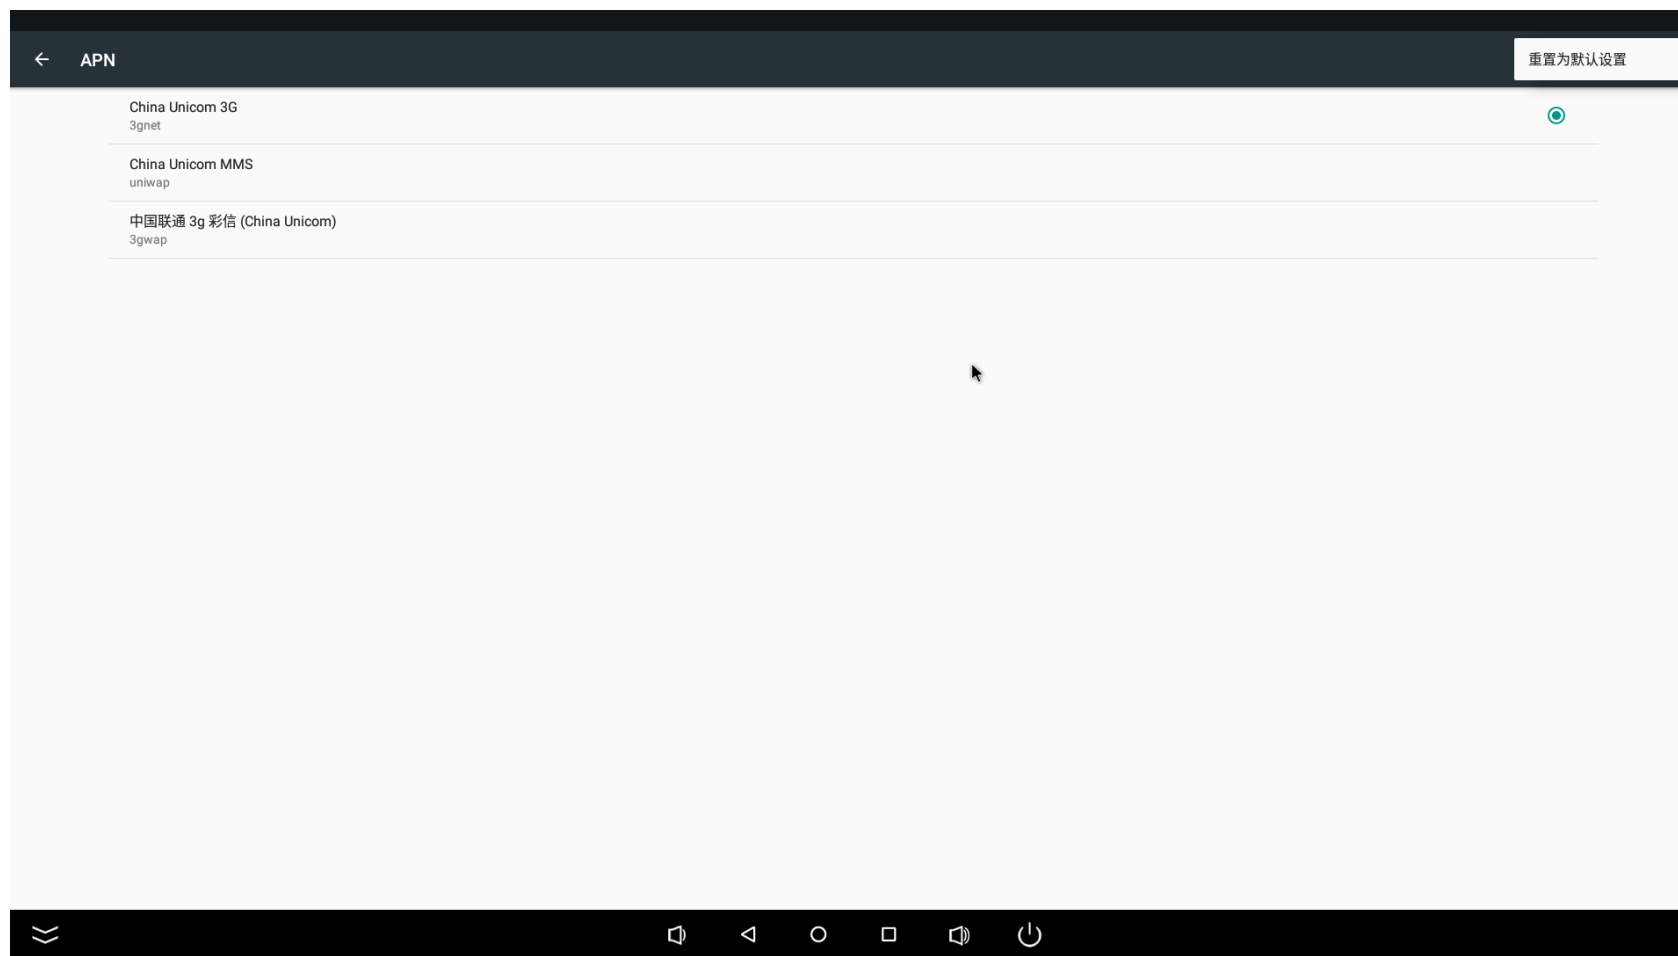 APN
重置为默认设置
China Unicom 3G
3gnet
China Unicom MMS
uniwap
中国联通 3g 彩信 (China Unicom)
3gwap